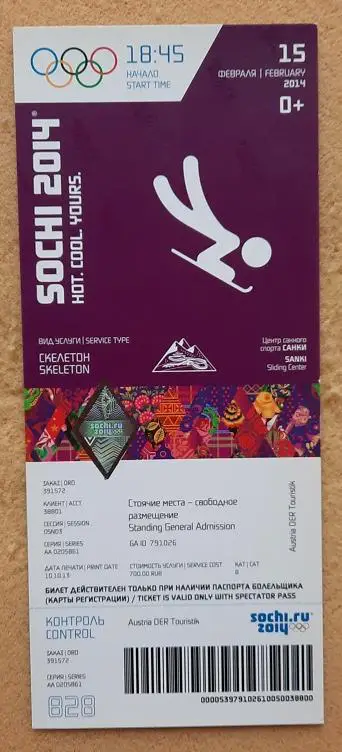 18:45
НАЧАЛО
START TIME
15
ФЕВРАЛЯ | FEBRUARY
2014
0+
SOCHI 2014
HOT. COOL. YOURS.
ВИД УСЛУГИ | SERVICE TYPE
СКЕЛЕТОН
SKELETON
Центр санного
спорта САНКИ
SANKI
Sliding Center
sochi.ru
2014
ЗАКАЗ | ORD
391572
КЛИЕНТ | ACCT
38801
СЕССИЯ | SESSION
05N03
СЕРИЯ | SERIES
AA 0205861
Стоячие места – свободное
размещение
Standing General Admission
GA ID 791026
Austria DER Touristik
ДАТА ПЕЧАТИ | PRINT DATE
10.10.13
СТОИМОСТЬ УСЛУГИ | SERVICE COST
700.00 RUR
КАТ | CAT
B
БИЛЕТ ДЕЙСТВИТЕЛЕН ТОЛЬКО ПРИ НАЛИЧИИ ПАСПОРТА БОЛЕЛЬЩИКА
(КАРТЫ РЕГИСТРАЦИИ) / TICKET IS VALID ONLY WITH SPECTATOR PASS
КОНТРОЛЬ
CONTROL
Austria DER Touristik
sochi.ru
2014
ЗАКАЗ | ORD
391572
СЕРИЯ | SERIES
AA 0205861
828
000053979102610050038800